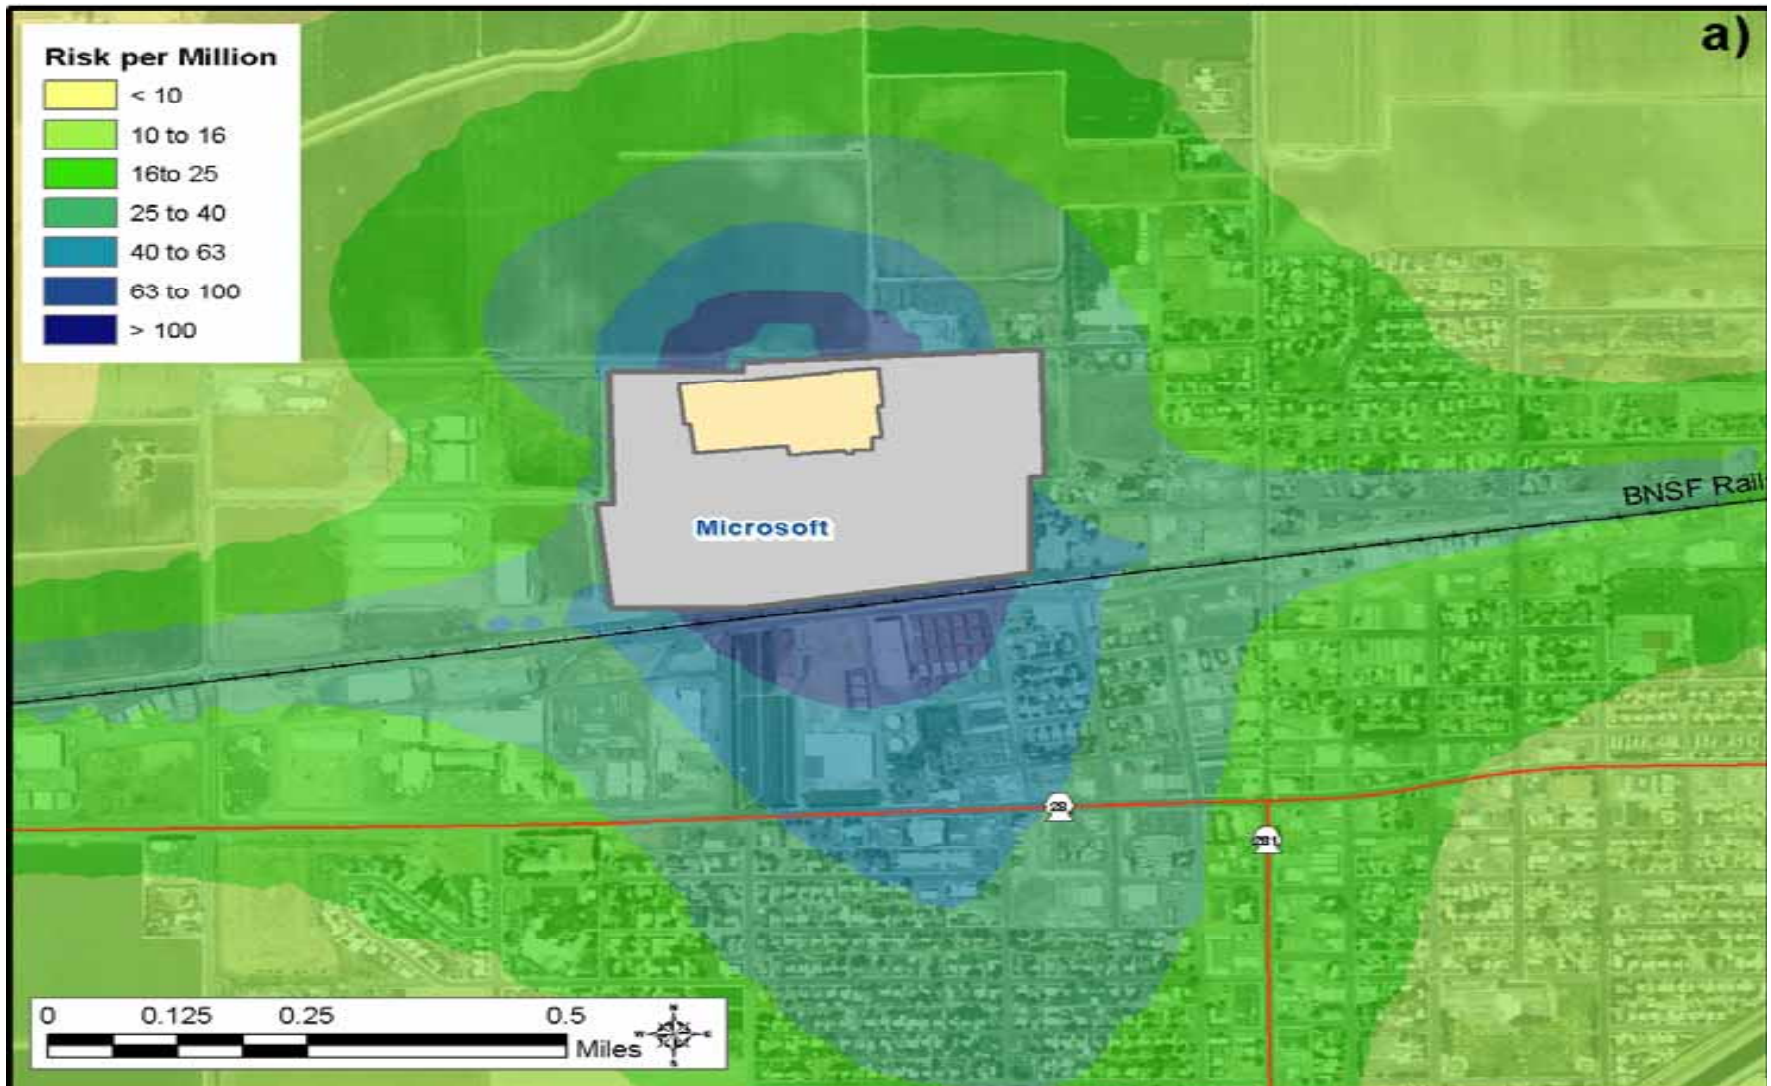 a)
Risk per Million
< 10
10 to 16
16to 25
25 to 40
40 to 63
63 to 100
> 100
BNSF Rail
Microsoft
28
281
0 0.125 0.25 0.5
Miles
N
W E
S